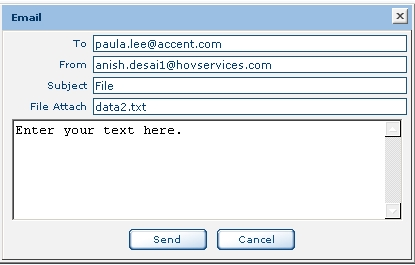 Email
To paula.lee@accent.com
From anish.desai1@hovservices.com
Subject File
File Attach data2.txt
Enter your text here.
Send Cancel